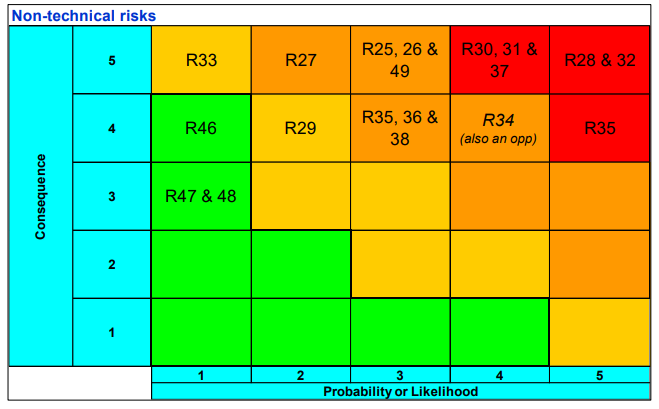 Non-technical risks
Consequence
5
R33
R27
R25, 26 &
49
R30, 31 &
37
R28 & 32
4
R46
R29
R35, 36 &
38
R34
(also an opp)
R35
3
R47 & 48
2
1
1
2
3
4
5
Probability or Likelihood